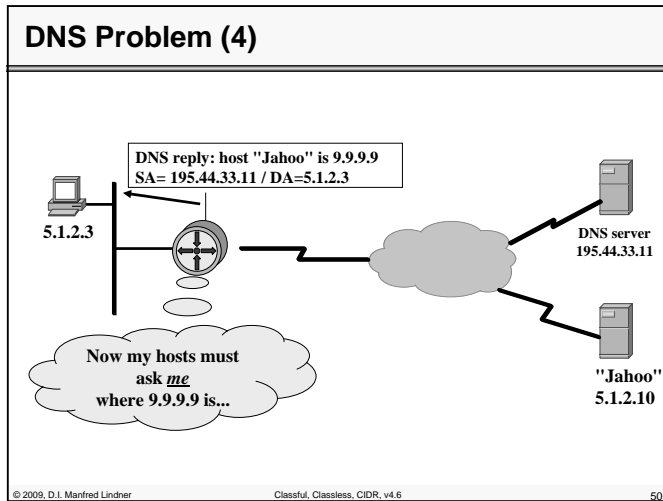 DNS Problem (4)
DNS reply: host "Jahoo" is 9.9.9.9
SA= 195.44.33.11 / DA=5.1.2.3
5.1.2.3
DNS server
195.44.33.11
Now my hosts must
ask me
where 9.9.9.9 is...
"Jahoo"
5.1.2.10
© 2009, D.I. Manfred Lindner
Classful, Classless, CIDR, v4.6
50